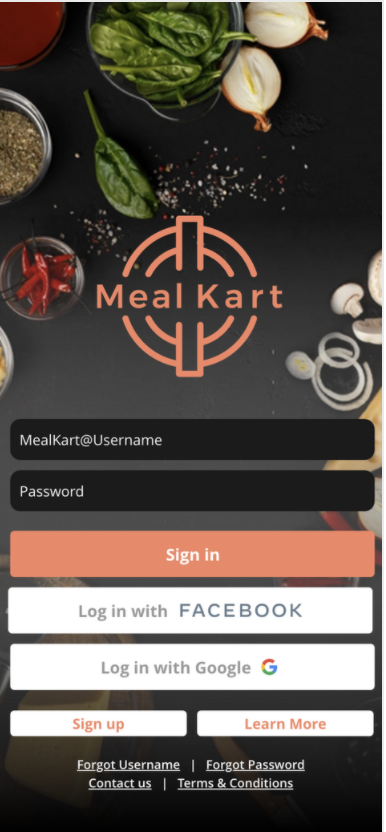 Meal Kart
MealKart@Username
Password
Sign in
Log in with FACEBOOK
Log in with Google
Sign up
Learn More
Forgot Username | Forgot Password
Contact us | Terms & Conditions